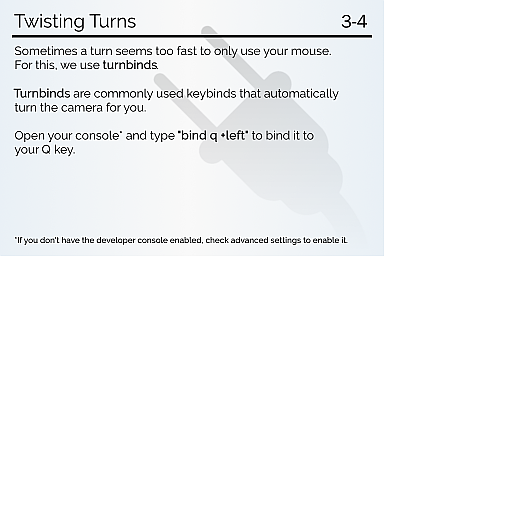 Twisting Turns 3-4
Sometimes a turn seems too fast to only use your mouse.
For this, we use turnbinds.
Turnbinds are commonly used keybinds that automatically
turn the camera for you.
Open your console* and type "bind q +left" to bind it to
your Q key.
*If you don't have the developer console enabled, check advanced settings to enable it.